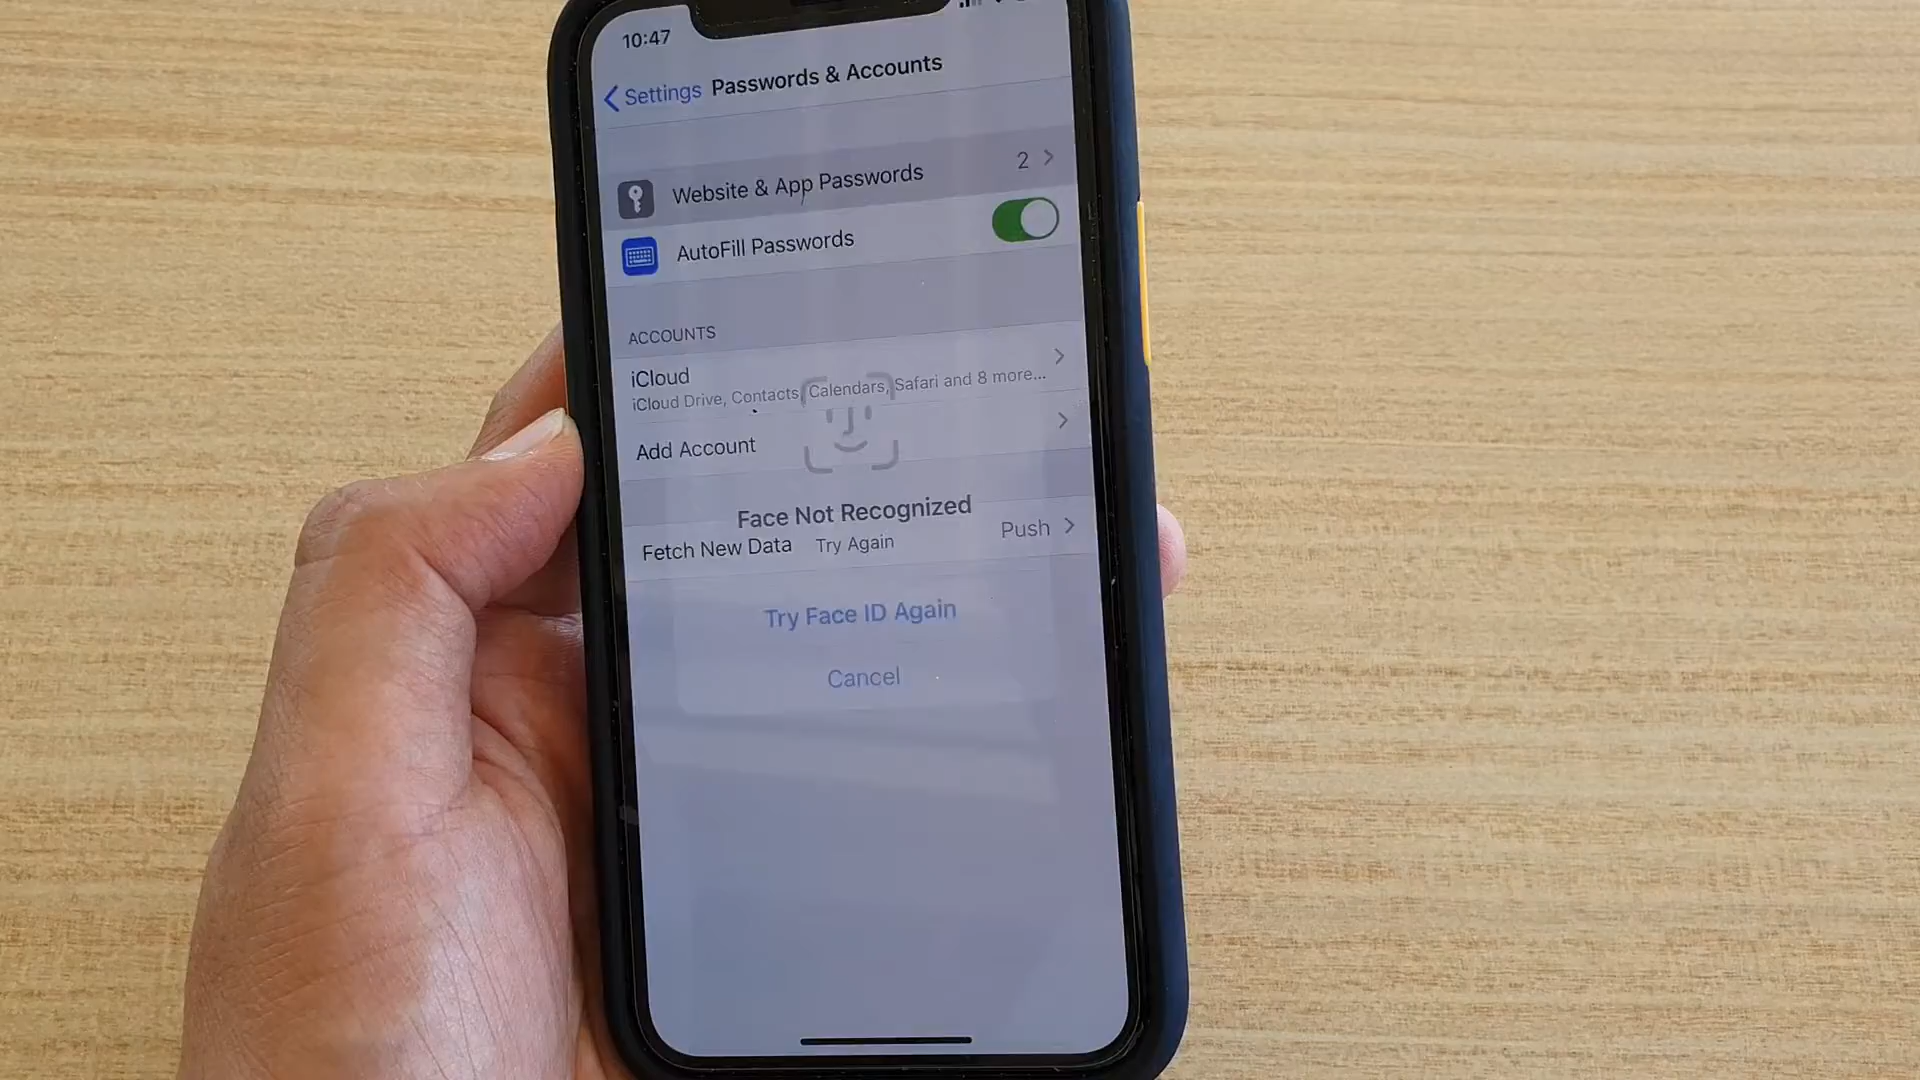 10:47
Settings Passwords & Accounts
Website & App Passwords 2
AutoFill Passwords
ACCOUNTS
iCloud
iCloud Drive, Contacts, Calendars, Safari and 8 more...
Add Account
Face Not Recognized
Try Again
Fetch New Data Push
Try Face ID Again
Cancel